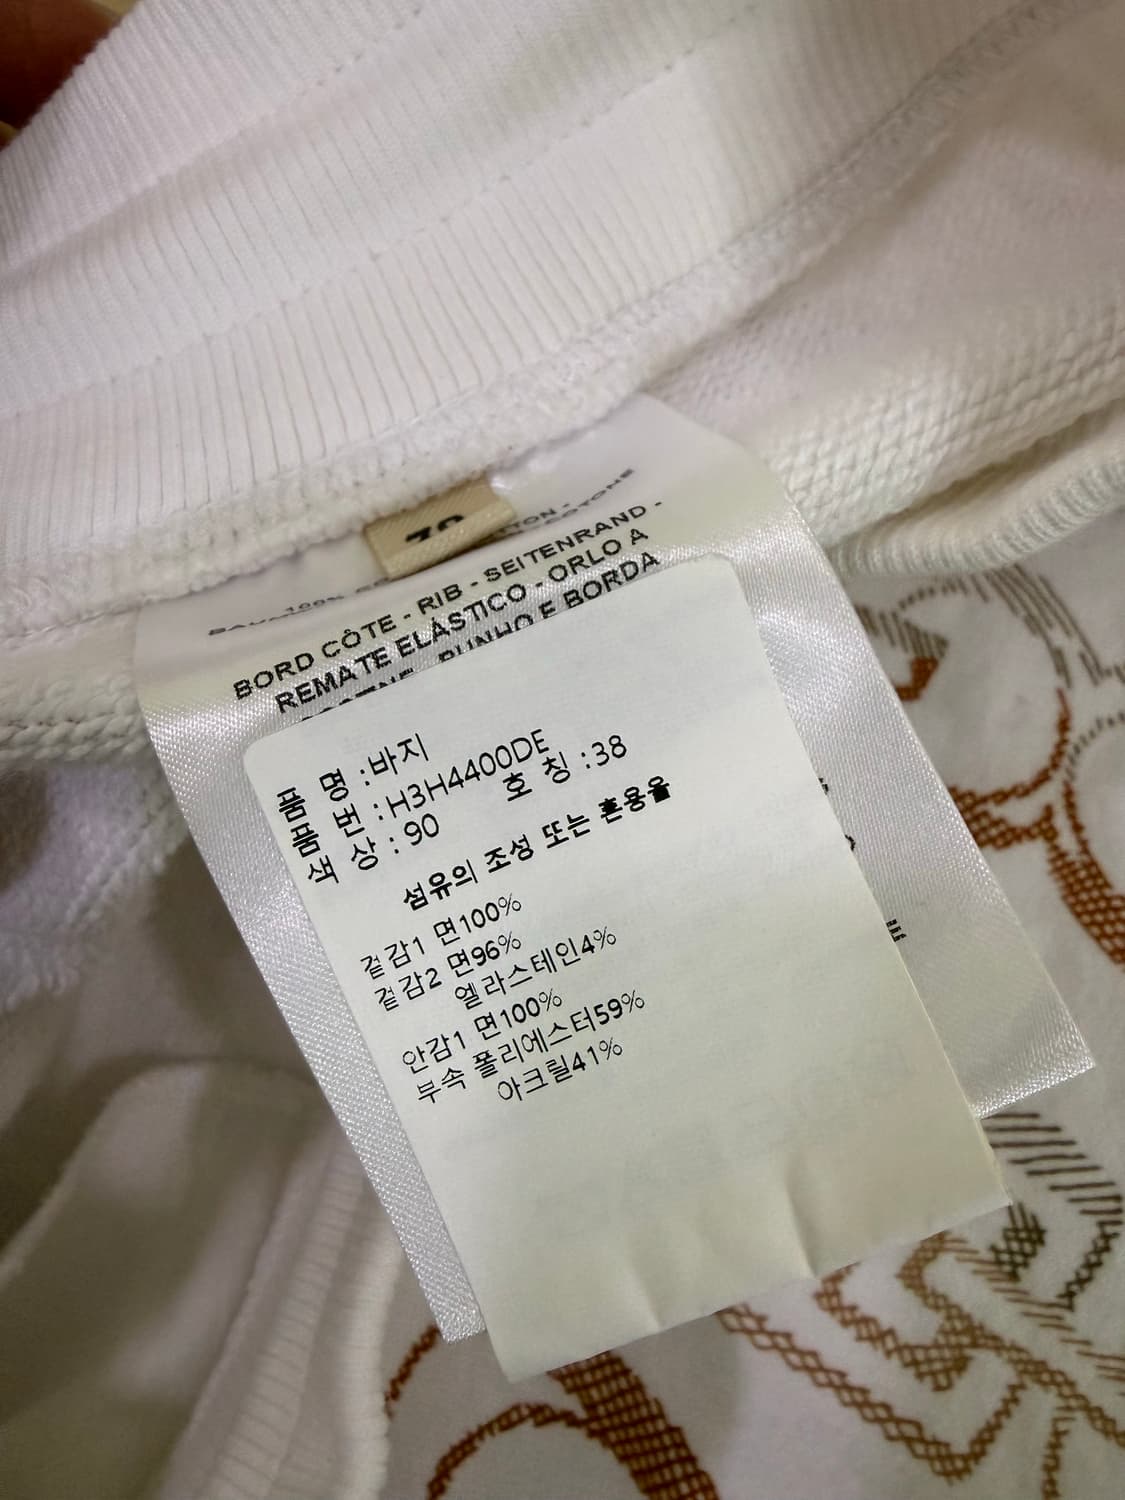 38
BORD CÔTE - RIB - SEITENRAND -
REMATE ELÁSTICO - ORLO A
PUNHO E BORDA
품 명 :바지
품 번 :H3H4400DE
색 상 :90 호 칭 :38
섬유의 조성 또는 혼용율
겉감1 면100%
겉감2 면96%
엘라스테인4%
안감1 면100%
부속 폴리에스터59%
아크릴41%